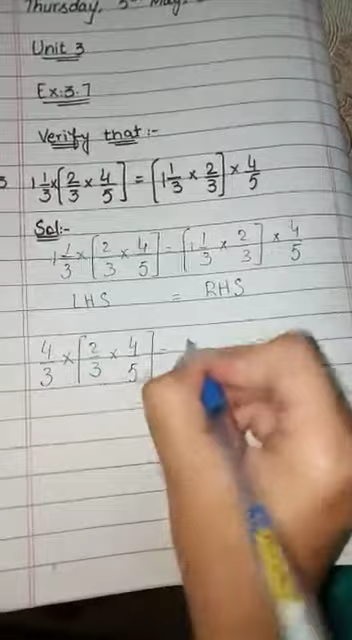 Thursday, 5th May,
Unit 3
Ex:3.7
Verify that:-
1 1/3 × [2/3 × 4/5] = [1 1/3 × 2/3] × 4/5
Sol:-
1 1/3 × [2/3 × 4/5] = [1 1/3 × 2/3] × 4/5
LHS = RHS
4/3 × [2/3 × 4/5] =